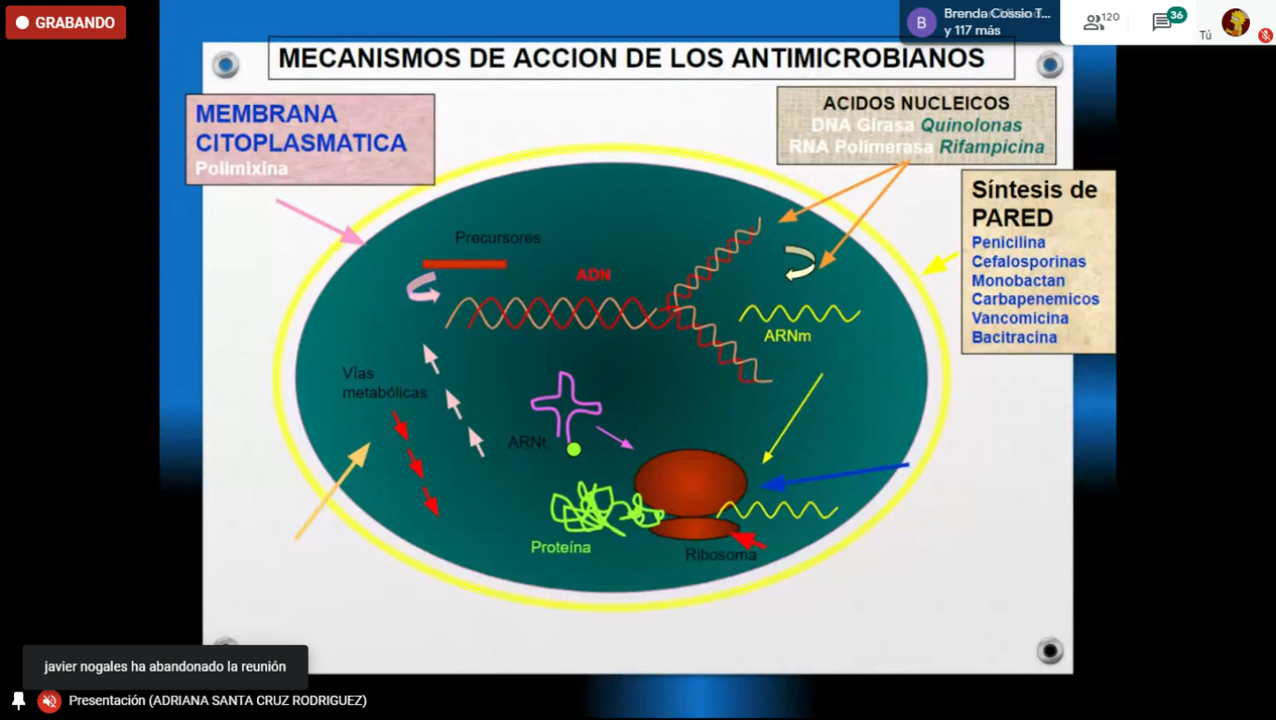 GRABANDO
Brenda Cossio T...
y 117 más
B
120
36
Tú
MECANISMOS DE ACCION DE LOS ANTIMICROBIANOS
MEMBRANA
CITOPLASMATICA
Polimixina
ACIDOS NUCLEICOS
DNA Girasa Quinolonas
RNA Polimerasa Rifampicina
Síntesis de
PARED
Penicilina
Cefalosporinas
Monobactan
Carbapenemicos
Vancomicina
Bacitracina
Precursores
ADN
ARNm
Vías
metabólicas
ARNt
Proteína
Ribosoma
javier nogales ha abandonado la reunión
Presentación (ADRIANA SANTA CRUZ RODRIGUEZ)